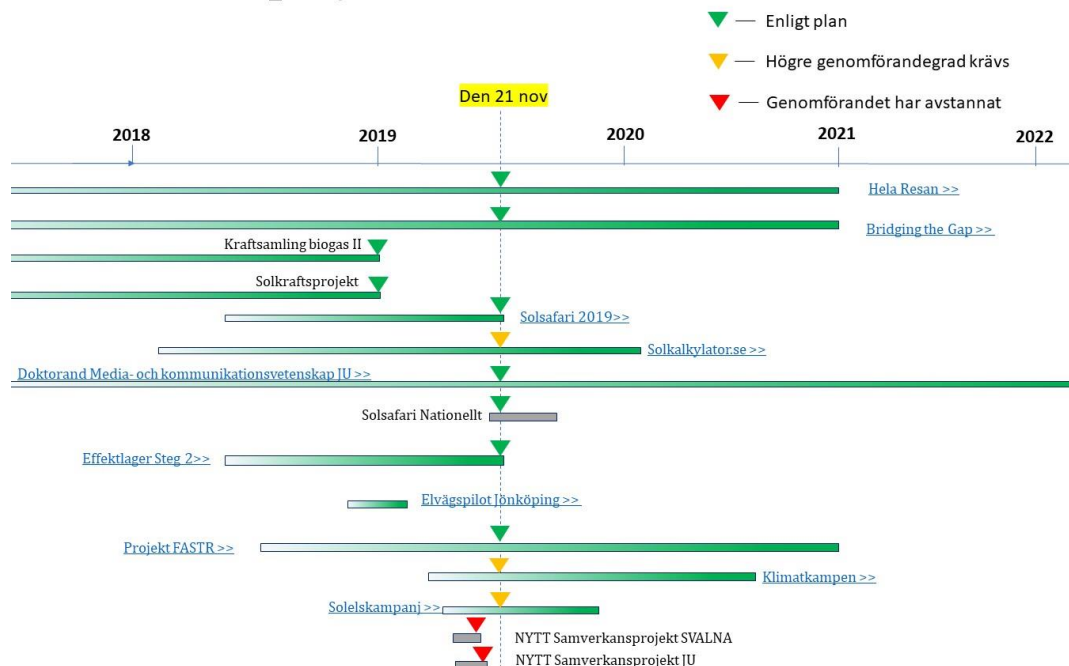 Enligt plan
Högre genomförandegrad krävs
Genomförandet har avstannat
Den 21 nov
2018 2019 2020 2021 2022
Hela Resan >>
Bridging the Gap >>
Kraftsamling biogas II
Solkraftsprojekt
Solsafari 2019>>
Solkalkylator.se >>
Doktorand Media- och kommunikationsvetenskap JU >>
Solsafari Nationellt
Effektlager Steg 2>>
Elvägspilot Jönköping >>
Projekt FASTR >>
Klimatkampen >>
Solelskampanj >>
NYTT Samverkansprojekt SVALNA
NYTT Samverkansprojekt JU